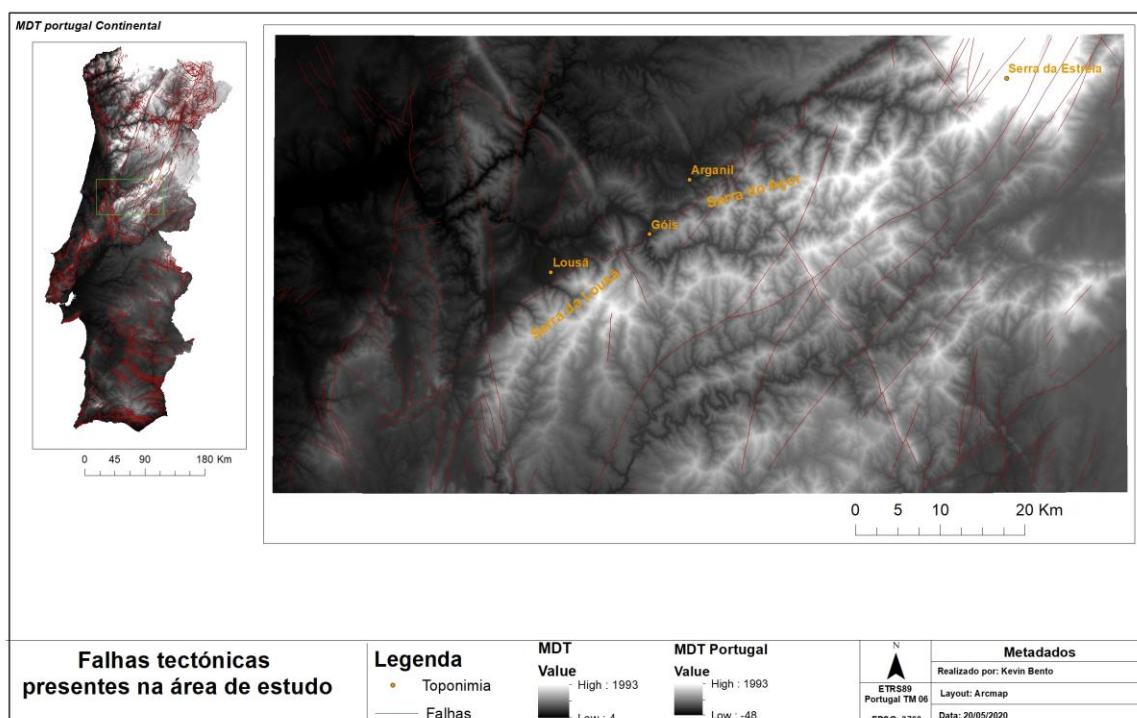 MDT portugal Continental
0 45 90 180 Km
Serra da Estrela
Arganil
Serra do Açor
Góis
Lousã
Serra da Lousã
0 5 10 20 Km
Falhas tectónicas
presentes na área de estudo
Legenda
Toponimia
Falhas
MDT
Value
High : 1993
Low : 4
MDT Portugal
Value
High : 1993
Low : -48
N
ETRS89
Portugal TM 06
Metadados
Realizado por: Kevin Bento
Layout: Arcmap
Data: 20/05/2020